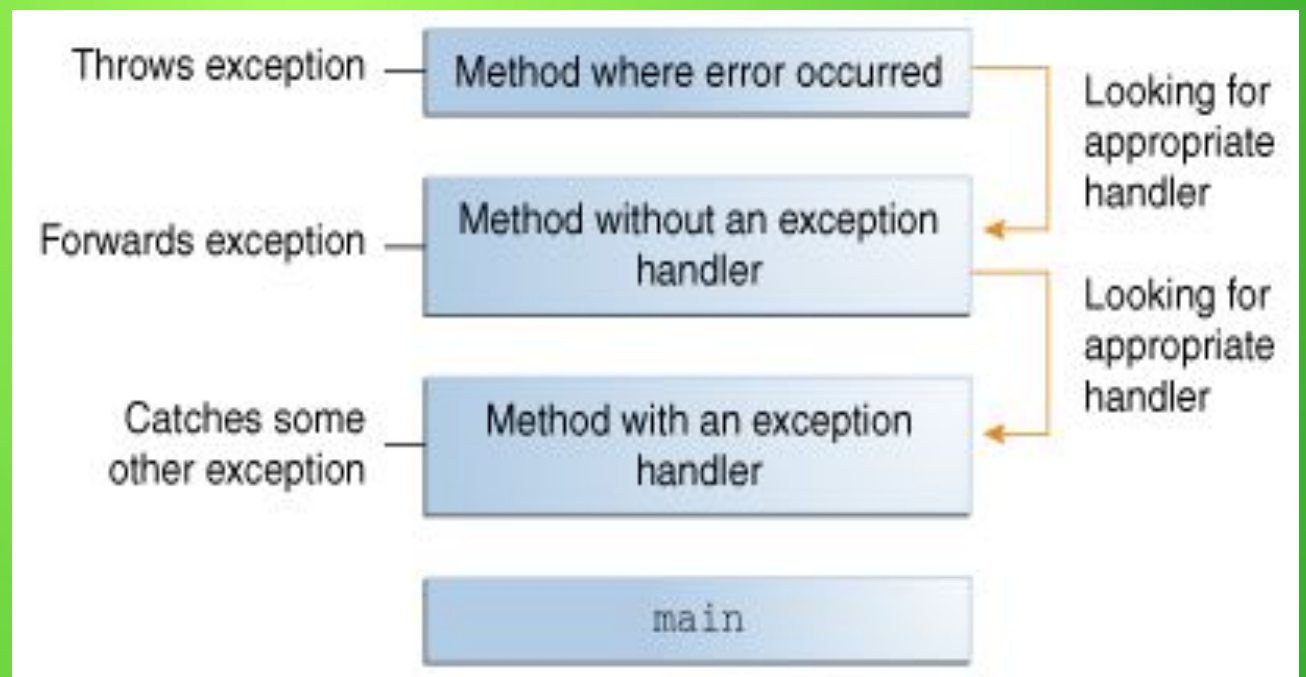 Throws exception
Method where error occurred
Looking for
appropriate
handler
Forwards exception
Method without an exception
handler
Looking for
appropriate
handler
Catches some
other exception
Method with an exception
handler
main